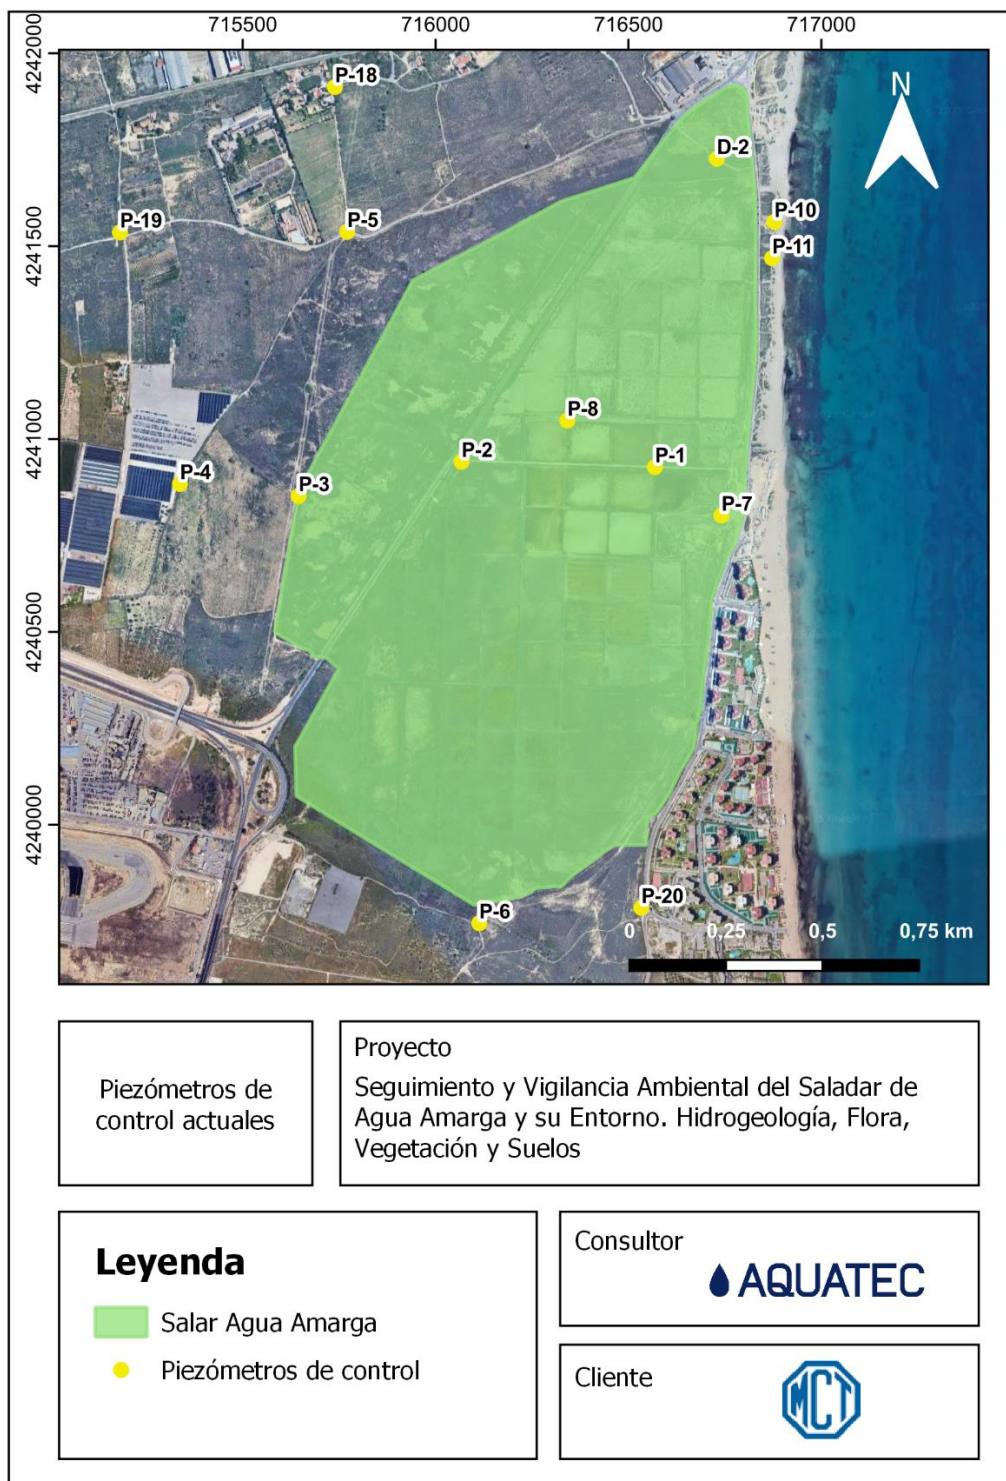 715500 716000 716500 717000
4242000
4241500
4241000
4240500
4240000
N
P-18
D-2
P-19
P-5
P-10
P-11
P-8
P-2
P-1
P-4
P-3
P-7
P-6
P-20
0 0,25 0,5 0,75 km
Piezómetros de
control actuales
Proyecto
Seguimiento y Vigilancia Ambiental del Saladar de
Agua Amarga y su Entorno. Hidrogeología, Flora,
Vegetación y Suelos
Leyenda
Salar Agua Amarga
Piezómetros de control
Consultor
AQUATEC
Cliente
MCT